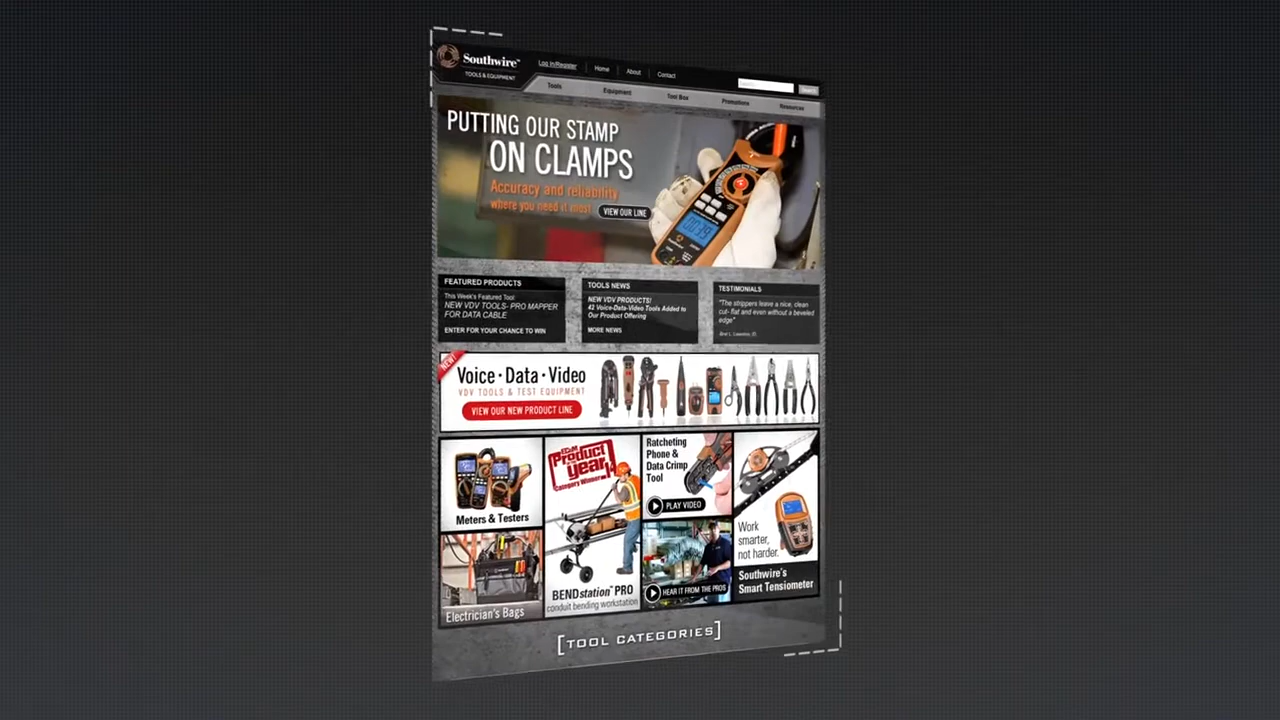 Southwire™
TOOLS & EQUIPMENT
Log In/Register
Home
About
Contact
Search
Tools
Equipment
Tool Box
Promotions
Resources
PUTTING OUR STAMP
ON CLAMPS
Accuracy and reliability
where you need it most
VIEW OUR LINE
FEATURED PRODUCTS
This Week's Featured Tool:
NEW VDV TOOLS- PRO MAPPER
FOR DATA CABLE
ENTER FOR YOUR CHANCE TO WIN
TOOLS NEWS
NEW VDV PRODUCTS!
41 Voice-Data-Video Tools Added to
Our Product Offering
MORE NEWS
TESTIMONIALS
"The strippers leave a nice, clean
cut- flat and even without a beveled
edge"
NEW!
Voice · Data · Video
VDV TOOLS & TEST EQUIPMENT
VIEW OUR NEW PRODUCT LINE
Meters & Testers
Electrician's Bags
Product
year
Category Winner
BENDstation™ PRO
conduit bending workstation
Ratcheting
Phone &
Data Crimp
Tool
PLAY VIDEO
HEAR IT FROM THE PROS
Work
smarter,
not harder.
Southwire's
Smart Tensiometer
[TOOL CATEGORIES]